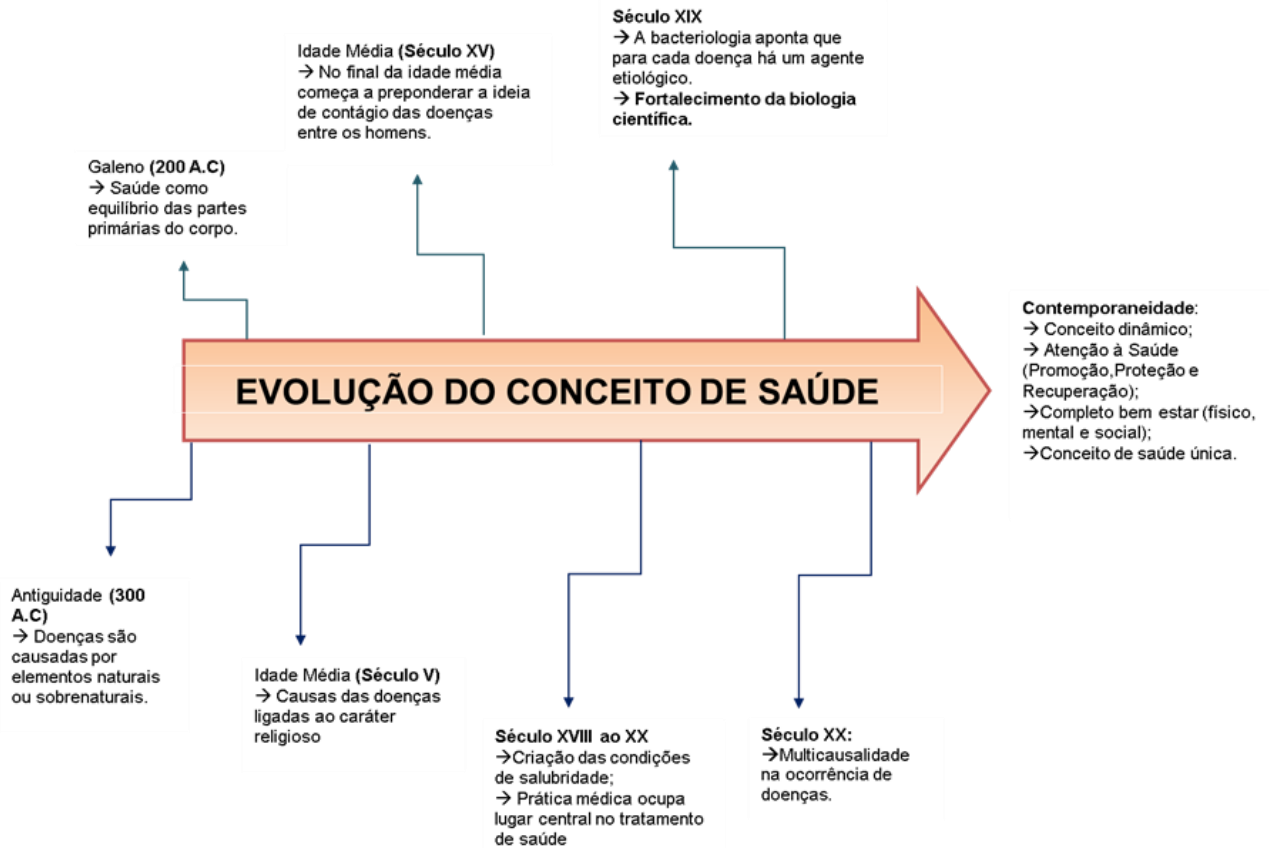 Século XIX
→ A bacteriologia aponta que
para cada doença há um agente
etiológico.
→ Fortalecimento da biologia
científica.
Idade Média (Século XV)
→ No final da idade média
começa a preponderar a ideia
de contágio das doenças
entre os homens.
Galeno (200 A.C)
→ Saúde como
equilíbrio das partes
primárias do corpo.
EVOLUÇÃO DO CONCEITO DE SAÚDE
Contemporaneidade:
→ Conceito dinâmico;
→ Atenção à Saúde
(Promoção,Proteção e
Recuperação);
→Completo bem estar (físico,
mental e social);
→Conceito de saúde única.
Antiguidade (300
A.C)
→ Doenças são
causadas por
elementos naturais
ou sobrenaturais.
Idade Média (Século V)
→ Causas das doenças
ligadas ao caráter
religioso
Século XVIII ao XX
→Criação das condições
de salubridade;
→ Prática médica ocupa
lugar central no tratamento
de saúde
Século XX:
→Multicausalidade
na ocorrência de
doenças.